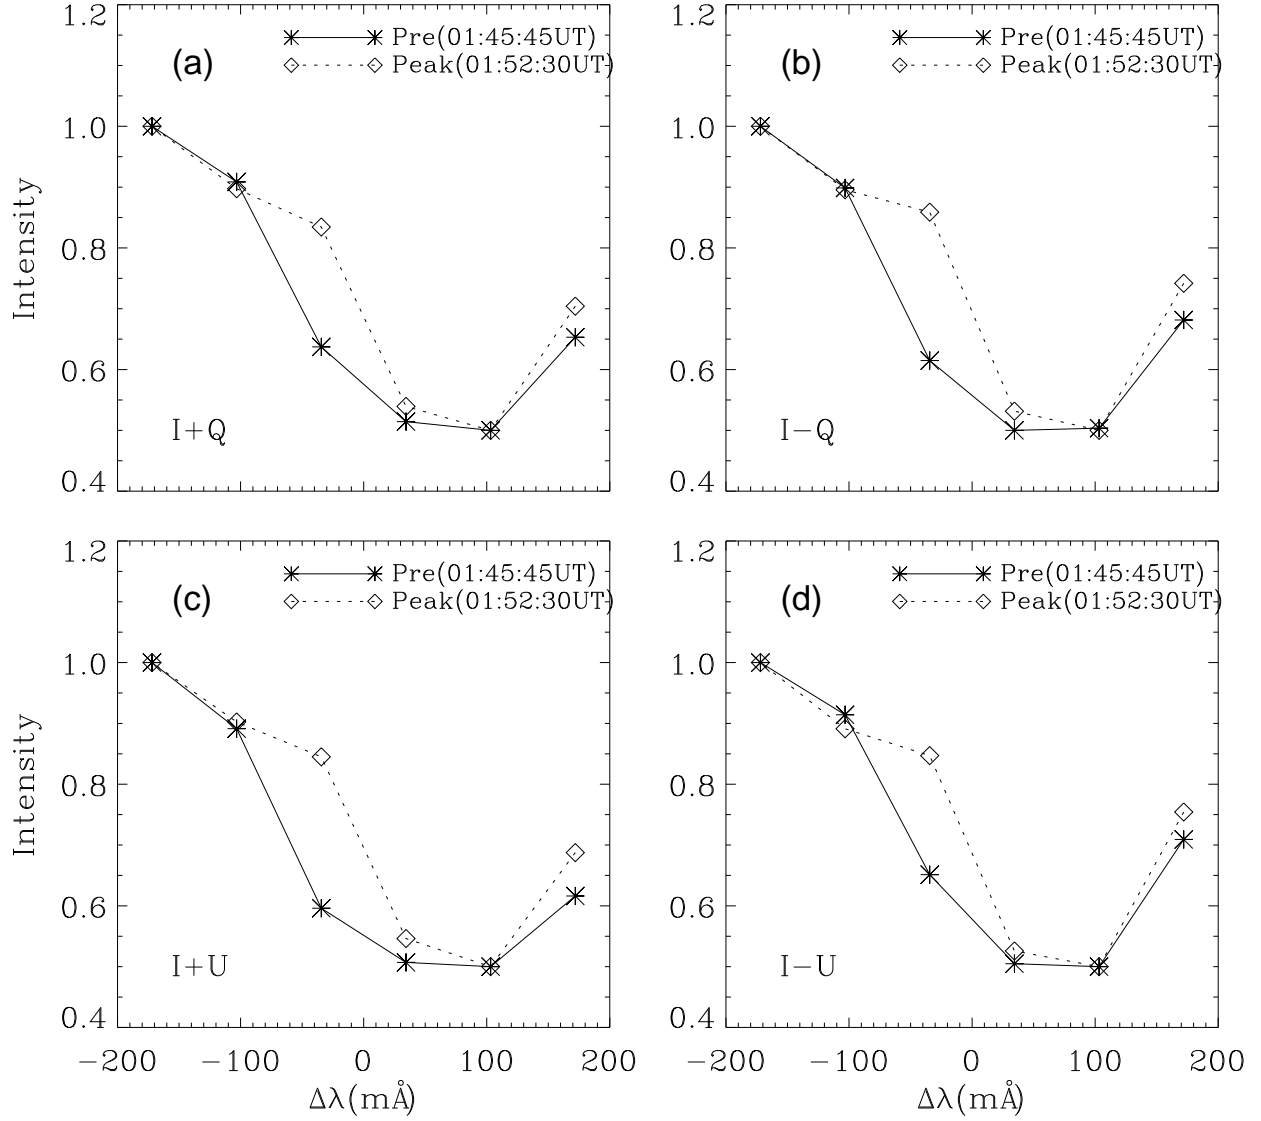 1.2
(a)
Pre(01:45:45UT)
Peak(01:52:30UT)
1.0
0.8
0.6
0.4
Intensity
I+Q
1.2
(b)
Pre(01:45:45UT)
Peak(01:52:30UT)
1.0
0.8
0.6
0.4
I−Q
1.2
(c)
Pre(01:45:45UT)
Peak(01:52:30UT)
1.0
0.8
0.6
0.4
Intensity
I+U
−200 −100 0 100 200
Δλ(mÅ)
1.2
(d)
Pre(01:45:45UT)
Peak(01:52:30UT)
1.0
0.8
0.6
0.4
I−U
−200 −100 0 100 200
Δλ(mÅ)